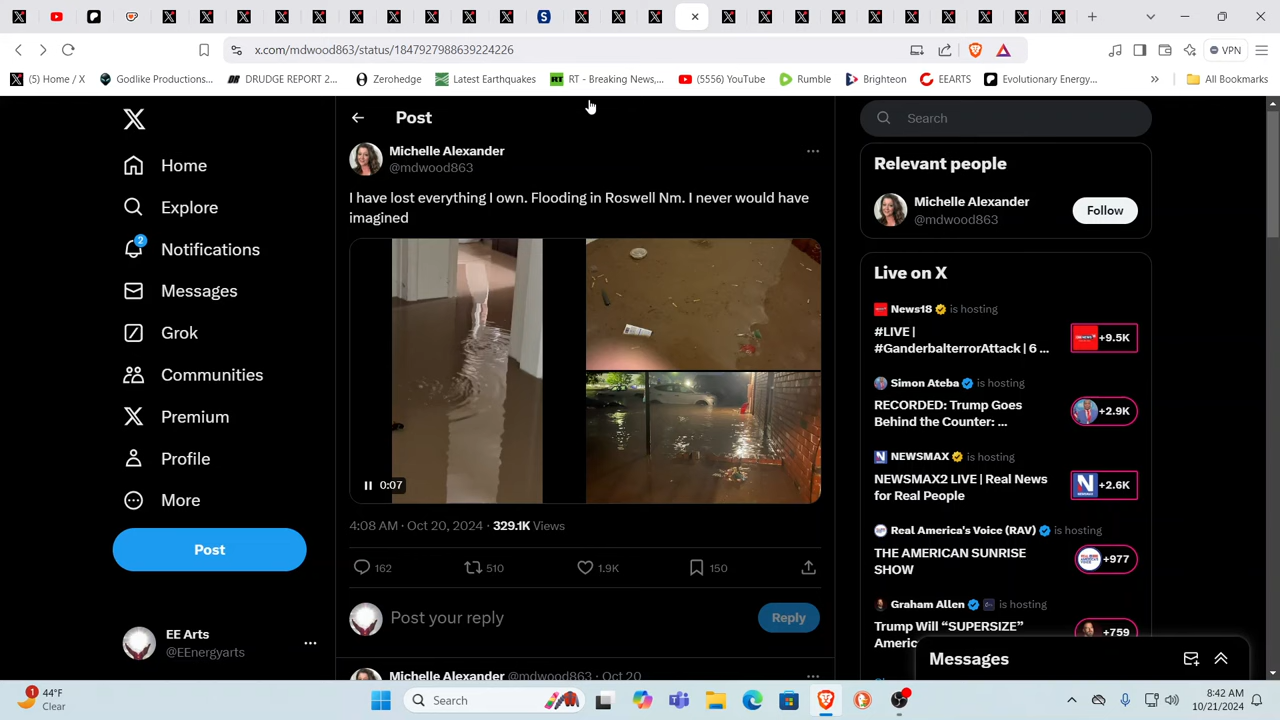 x.com/mdwood863/status/1847927988639224226
VPN
(5) Home / X
Godlike Productions...
DRUDGE REPORT 2...
Zerohedge
Latest Earthquakes
RT - Breaking News,...
(5555) YouTube
Rumble
Brighteon
EEARTS
Evolutionary Energy...
All Bookmarks
Home
Explore
2
Notifications
Messages
Grok
Communities
Premium
Profile
More
Post
EE Arts
@EEnergyarts
Post
Michelle Alexander
@mdwood863
I have lost everything I own. Flooding in Roswell Nm. I never would have
imagined
0:07
4:08 AM · Oct 20, 2024 · 329.1K Views
162
510
1.9K
150
Post your reply
Reply
Michelle Alexander @mdwood863 · Oct 20
Search
Relevant people
Michelle Alexander
@mdwood863
Follow
Live on X
News18 is hosting
#LIVE |
#GanderbalterrorAttack | 6 ...
+9.5K
Simon Ateba is hosting
RECORDED: Trump Goes
Behind the Counter: ...
+2.9K
NEWSMAX is hosting
NEWSMAX2 LIVE | Real News
for Real People
+2.6K
Real America's Voice (RAV) is hosting
THE AMERICAN SUNRISE
SHOW
+977
Graham Allen is hosting
Trump Will “SUPERSIZE”
Americ
+759
Messages
1
44°F
Clear
Search
8:42 AM
10/21/2024